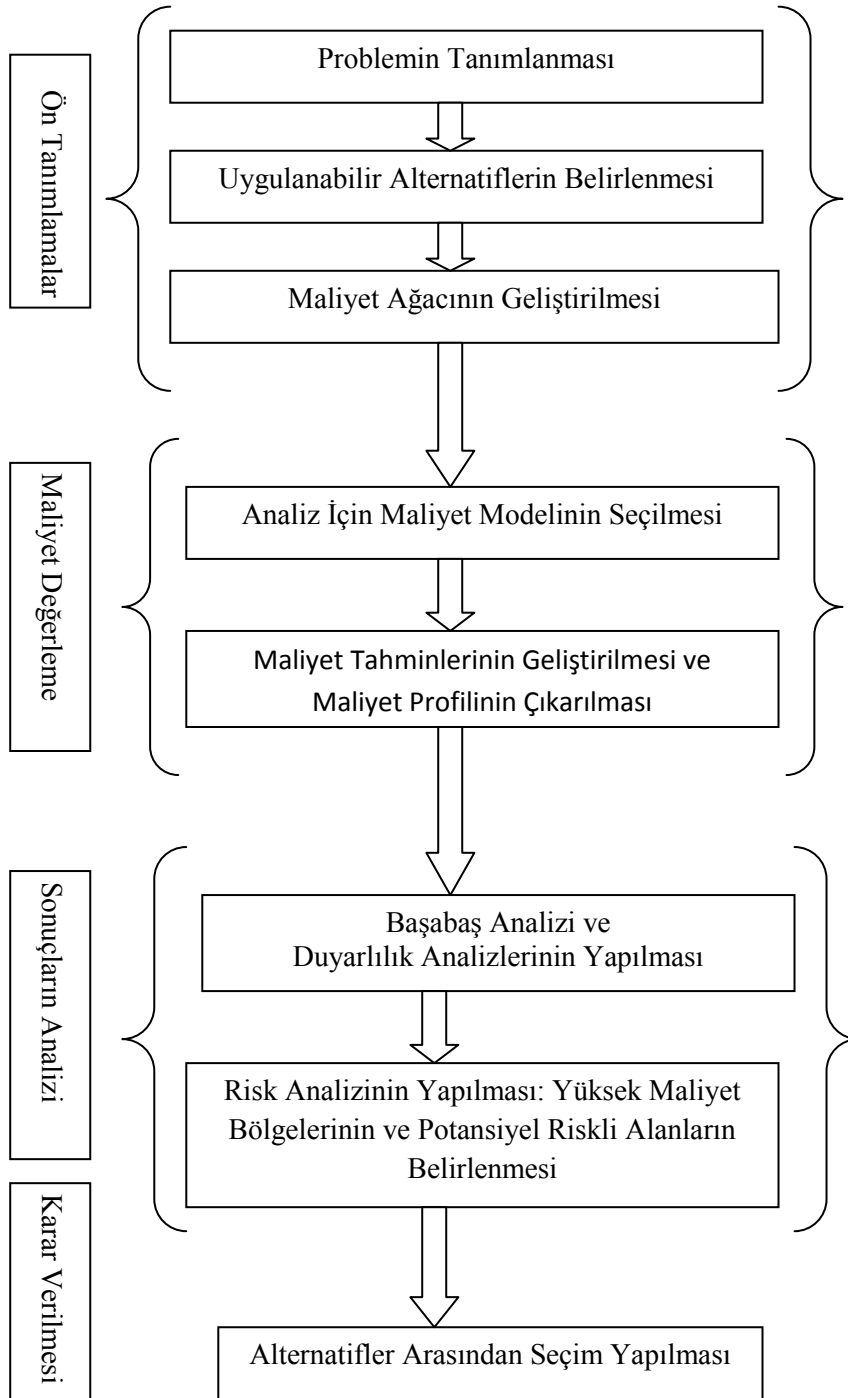 Ön Tanımlamalar
Problemin Tanımlanması
Uygulanabilir Alternatiflerin Belirlenmesi
Maliyet Ağacının Geliştirilmesi
Maliyet Değerleme
Analiz İçin Maliyet Modelinin Seçilmesi
Maliyet Tahminlerinin Geliştirilmesi ve
Maliyet Profilinin Çıkarılması
Sonuçların Analizi
Başabaş Analizi ve
Duyarlılık Analizlerinin Yapılması
Risk Analizinin Yapılması: Yüksek Maliyet
Bölgelerinin ve Potansiyel Riskli Alanların
Belirlenmesi
Karar Verilmesi
Alternatifler Arasından Seçim Yapılması